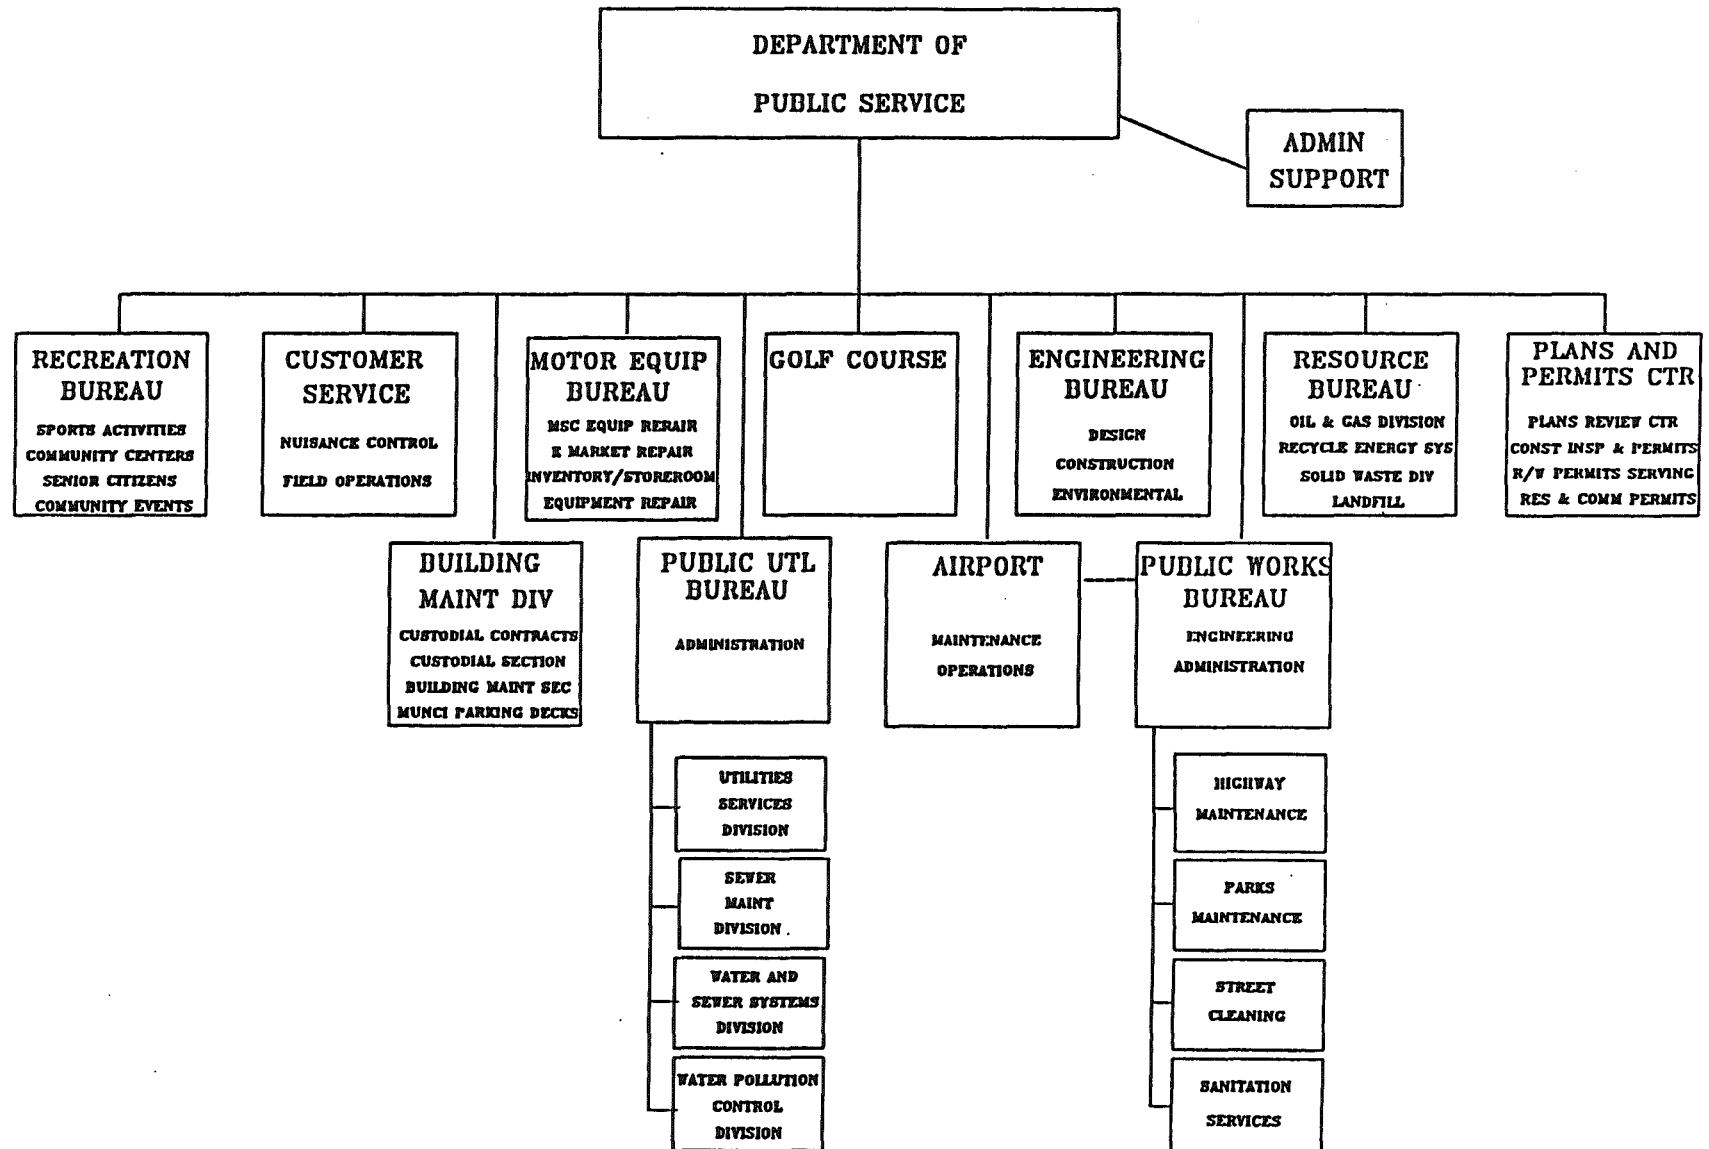 DEPARTMENT OF
PUBLIC SERVICE
ADMIN
SUPPORT
RECREATION
BUREAU
SPORTS ACTIVITIES
COMMUNITY CENTERS
SENIOR CITIZENS
COMMUNITY EVENTS
CUSTOMER
SERVICE
NUISANCE CONTROL
FIELD OPERATIONS
MOTOR EQUIP
BUREAU
MSC EQUIP RERAIR
E MARKET REPAIR
INVENTORY/STOREROOM
EQUIPMENT REPAIR
GOLF COURSE
ENGINEERING
BUREAU
DESIGN
CONSTRUCTION
ENVIRONMENTAL
RESOURCE
BUREAU
OIL & GAS DIVISION
RECYCLE ENERGY SYS
SOLID WASTE DIV
LANDFILL
PLANS AND
PERMITS CTR
PLANS REVIEW CTR
CONST INSP & PERMITS
R/W PERMITS SERVING
RES & COMM PERMITS
BUILDING
MAINT DIV
CUSTODIAL CONTRACTS
CUSTODIAL SECTION
BUILDING MAINT SEC
MUNCI PARKING DECKS
PUBLIC UTL
BUREAU
ADMINISTRATION
AIRPORT
MAINTENANCE
OPERATIONS
PUBLIC WORKS
BUREAU
ENGINEERING
ADMINISTRATION
UTILITIES
SERVICES
DIVISION
SEWER
MAINT
DIVISION
WATER AND
SEWER SYSTEMS
DIVISION
WATER POLLUTION
CONTROL
DIVISION
HIGHWAY
MAINTENANCE
PARKS
MAINTENANCE
STREET
CLEANING
SANITATION
SERVICES